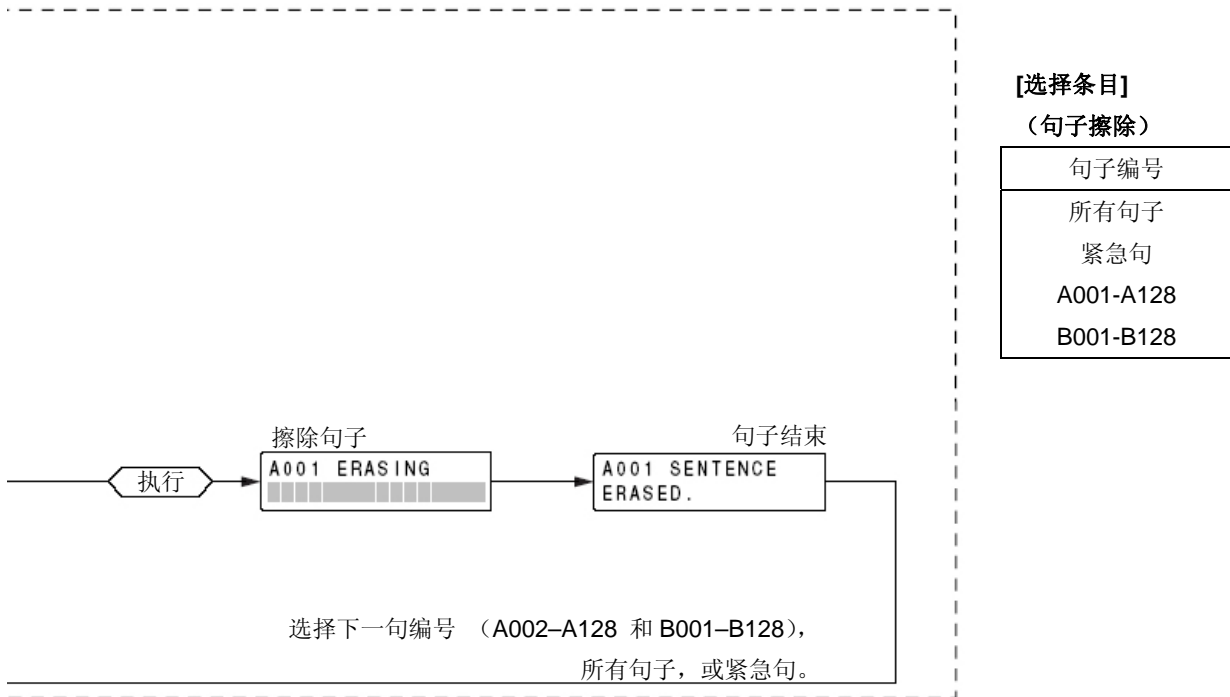 [选择条目]
（句子擦除）
句子编号
所有句子
紧急句
A001-A128
B001-B128
擦除句子
句子结束
执行
A001 ERASING
A001 SENTENCE
ERASED.
选择下一句编号 （A002–A128 和 B001–B128），
所有句子，或紧急句。